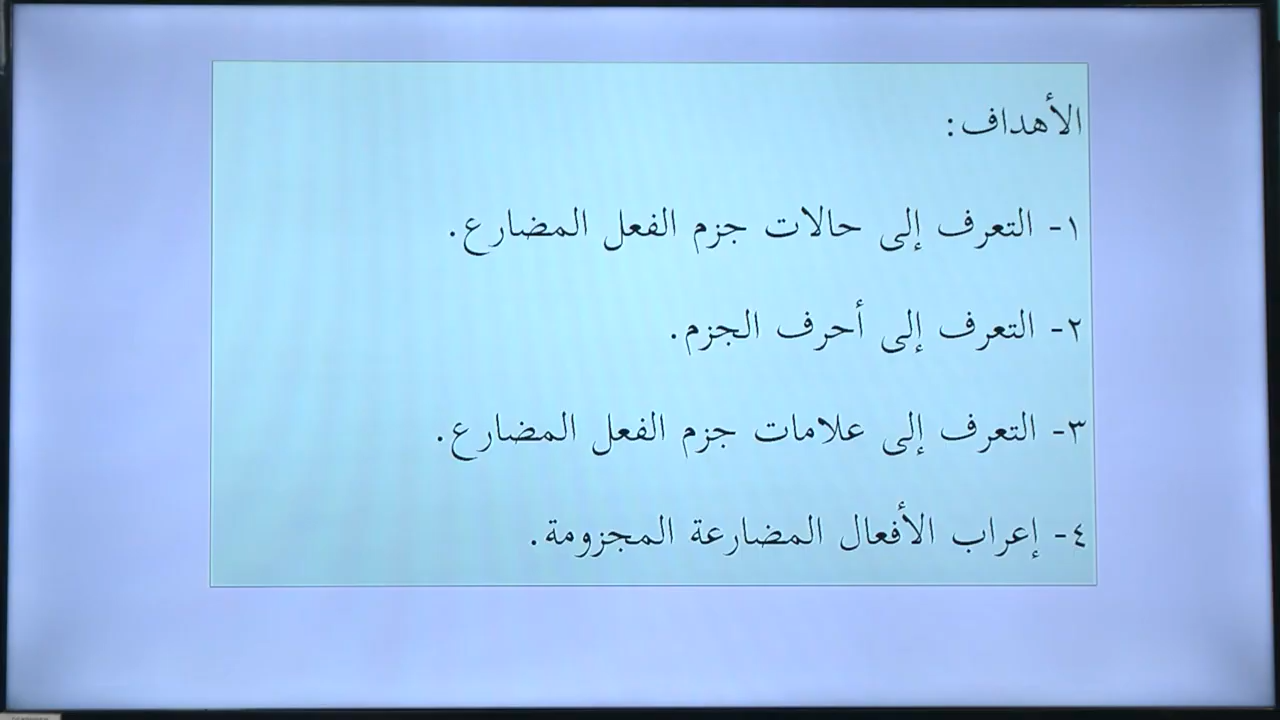 الأهداف:
١- التعرف إلى حالات جزم الفعل المضارع.
٢- التعرف إلى أحرف الجزم.
٣- التعرف إلى علامات جزم الفعل المضارع.
٤- إعراب الأفعال المضارعة المجزومة.